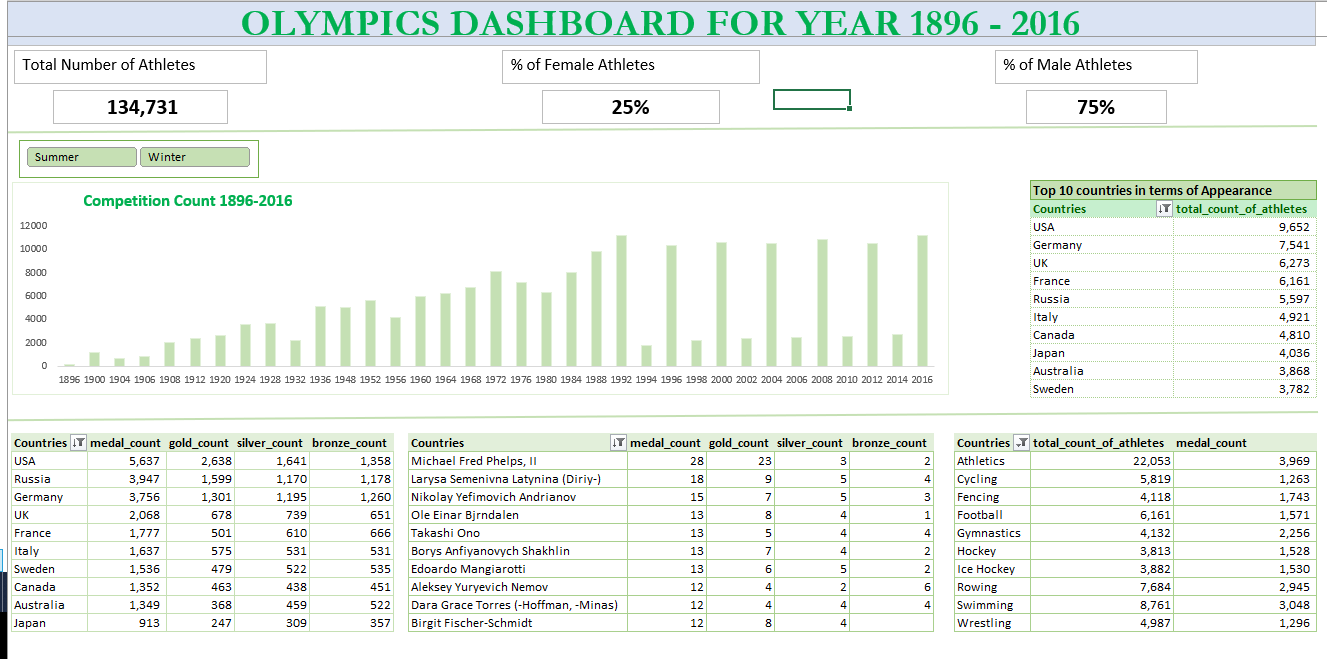 OLYMPICS DASHBOARD FOR YEAR 1896 - 2016
Total Number of Athletes
% of Female Athletes
% of Male Athletes
134,731
25%
75%
Summer Winter
Competition Count 1896-2016
12000
10000
8000
6000
4000
2000
0
1896 1900 1904 1906 1908 1912 1920 1924 1928 1932 1936 1948 1952 1956 1960 1964 1968 1972 1976 1980 1984 1988 1992 1994 1996 1998 2000 2002 2004 2006 2008 2010 2012 2014 2016
Top 10 countries in terms of Appearance
Countries total_count_of_athletes
USA 9,652
Germany 7,541
UK 6,273
France 6,161
Russia 5,597
Italy 4,921
Canada 4,810
Japan 4,036
Australia 3,868
Sweden 3,782
Countries medal_count gold_count silver_count bronze_count
USA 5,637 2,638 1,641 1,358
Russia 3,947 1,599 1,170 1,178
Germany 3,756 1,301 1,195 1,260
UK 2,068 678 739 651
France 1,777 501 610 666
Italy 1,637 575 531 531
Sweden 1,536 479 522 535
Canada 1,352 463 438 451
Australia 1,349 368 459 522
Japan 913 247 309 357
Countries medal_count gold_count silver_count bronze_count
Michael Fred Phelps, II 28 23 3 2
Larysa Semenivna Latynina (Diriy-) 18 9 5 4
Nikolay Yefimovich Andrianov 15 7 5 3
Ole Einar Bjrndalen 13 8 4 1
Takashi Ono 13 5 4 4
Borys Anfiyanovych Shakhlin 13 7 4 2
Edoardo Mangiarotti 13 6 5 2
Aleksey Yuryevich Nemov 12 4 2 6
Dara Grace Torres (-Hoffman, -Minas) 12 4 4 4
Birgit Fischer-Schmidt 12 8 4
Countries total_count_of_athletes medal_count
Athletics 22,053 3,969
Cycling 5,819 1,263
Fencing 4,118 1,743
Football 6,161 1,571
Gymnastics 4,132 2,256
Hockey 3,813 1,528
Ice Hockey 3,882 1,530
Rowing 7,684 2,945
Swimming 8,761 3,048
Wrestling 4,987 1,296